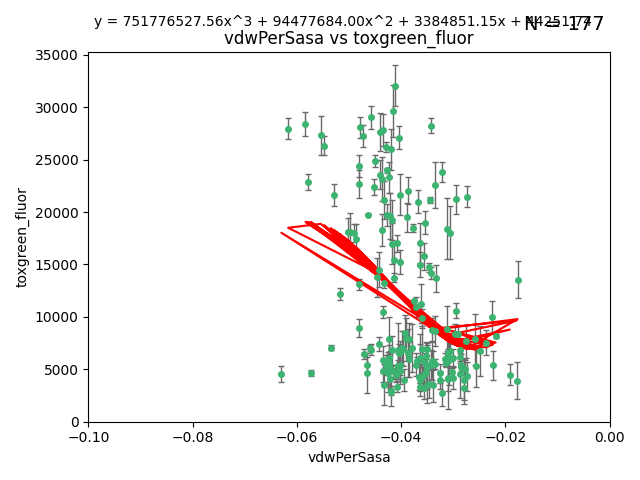 y = 751776527.56x^3 + 94477684.00x^2 + 3384851.15x +
N = 177
vdwPerSasa vs toxgreen_fluor
35000
30000
25000
20000
15000
10000
5000
0
toxgreen_fluor
−0.10 −0.08 −0.06 −0.04 −0.02 0.00
vdwPerSasa